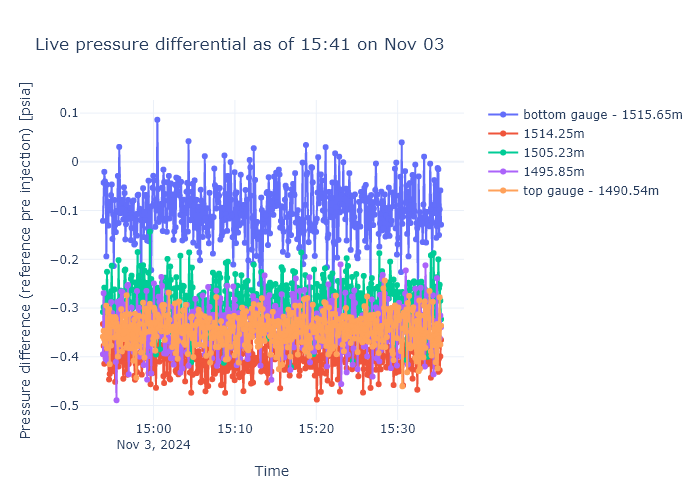 Live pressure differential as of 15:41 on Nov 03
Pressure difference (reference pre injection) [psia]
0.1
0
−0.1
−0.2
−0.3
−0.4
−0.5
15:00
Nov 3, 2024
15:10
15:20
15:30
Time
bottom gauge - 1515.65m
1514.25m
1505.23m
1495.85m
top gauge - 1490.54m